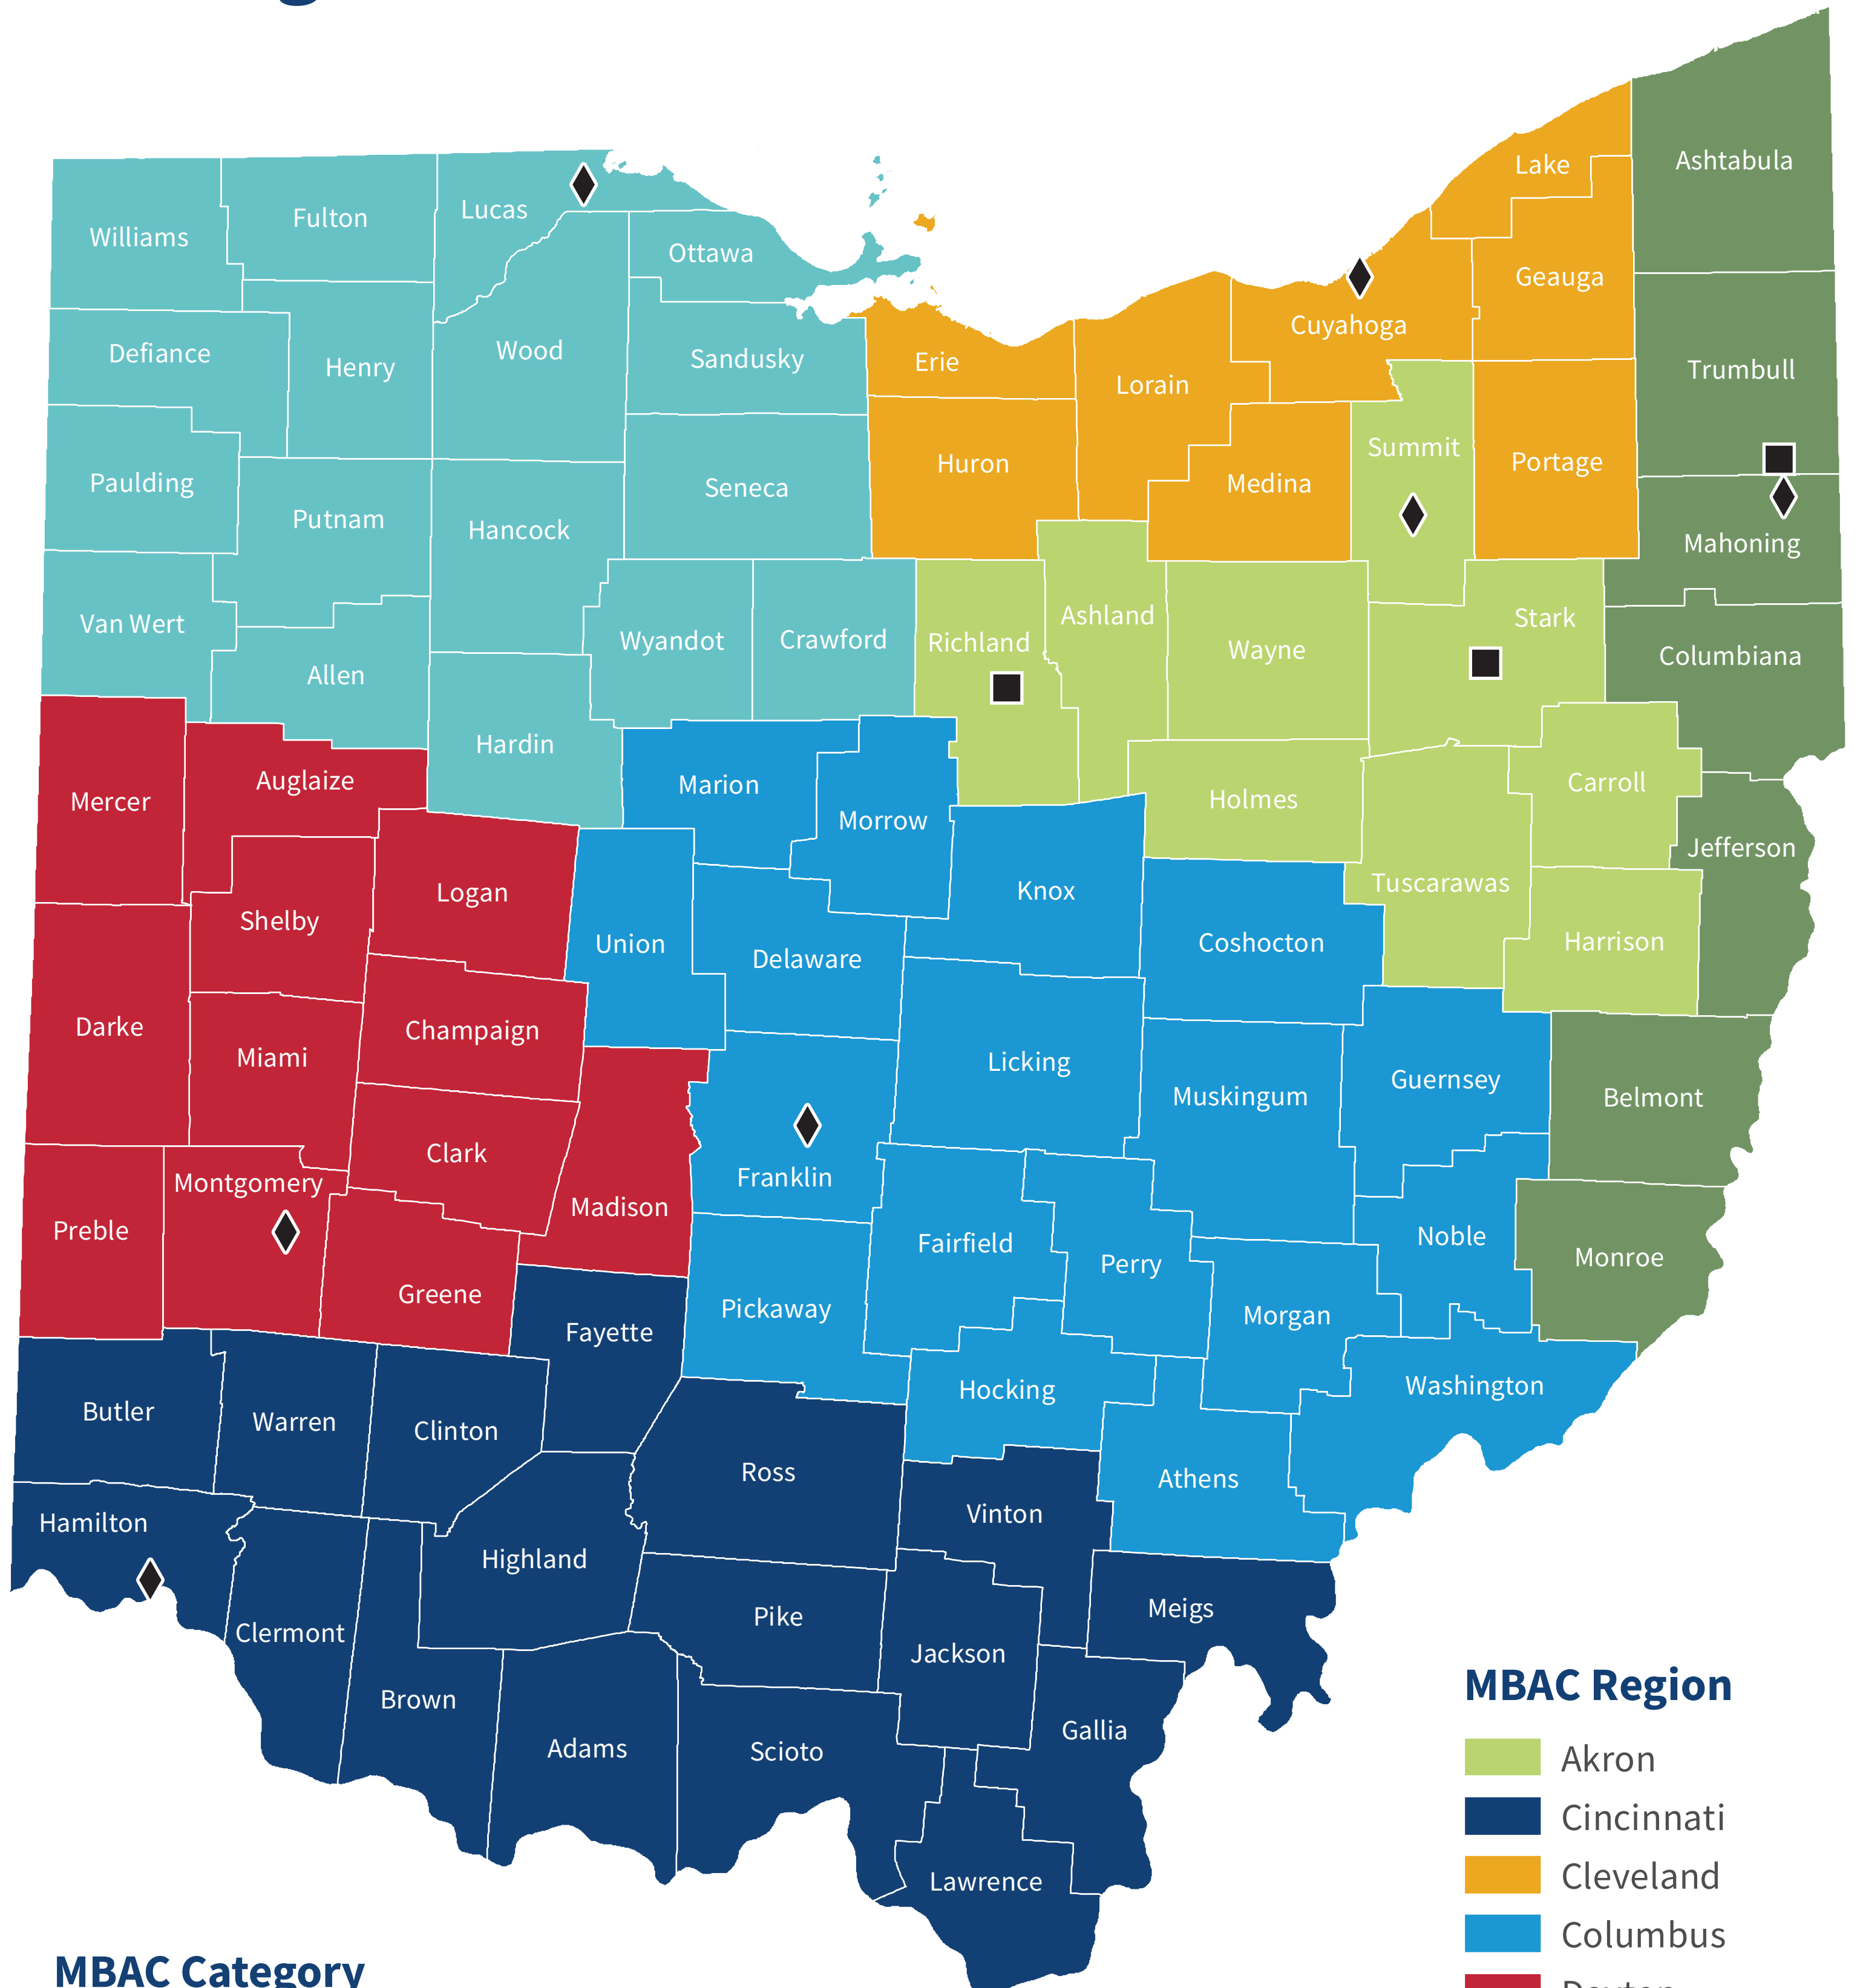 Lake
Ashtabula
Lucas
Fulton
Williams
Ottawa
Geauga
Cuyahoga
Defiance
Henry
Wood
Sandusky
Erie
Lorain
Trumbull
Summit
Huron
Portage
Medina
Paulding
Seneca
Putnam
Hancock
Mahoning
Van Wert
Wyandot
Crawford
Richland
Ashland
Wayne
Stark
Columbiana
Allen
Hardin
Auglaize
Mercer
Marion
Morrow
Holmes
Carroll
Jefferson
Logan
Shelby
Knox
Tuscarawas
Union
Delaware
Coshocton
Harrison
Darke
Miami
Champaign
Licking
Muskingum
Guernsey
Belmont
Clark
Montgomery
Franklin
Madison
Preble
Fairfield
Perry
Noble
Monroe
Greene
Pickaway
Morgan
Fayette
Hocking
Washington
Butler
Warren
Clinton
Ross
Athens
Vinton
Hamilton
Highland
Pike
Meigs
Clermont
Jackson
Brown
Adams
Scioto
Gallia
Lawrence
MBAC Region
Akron
Cincinnati
Cleveland
Columbus
MBAC Category